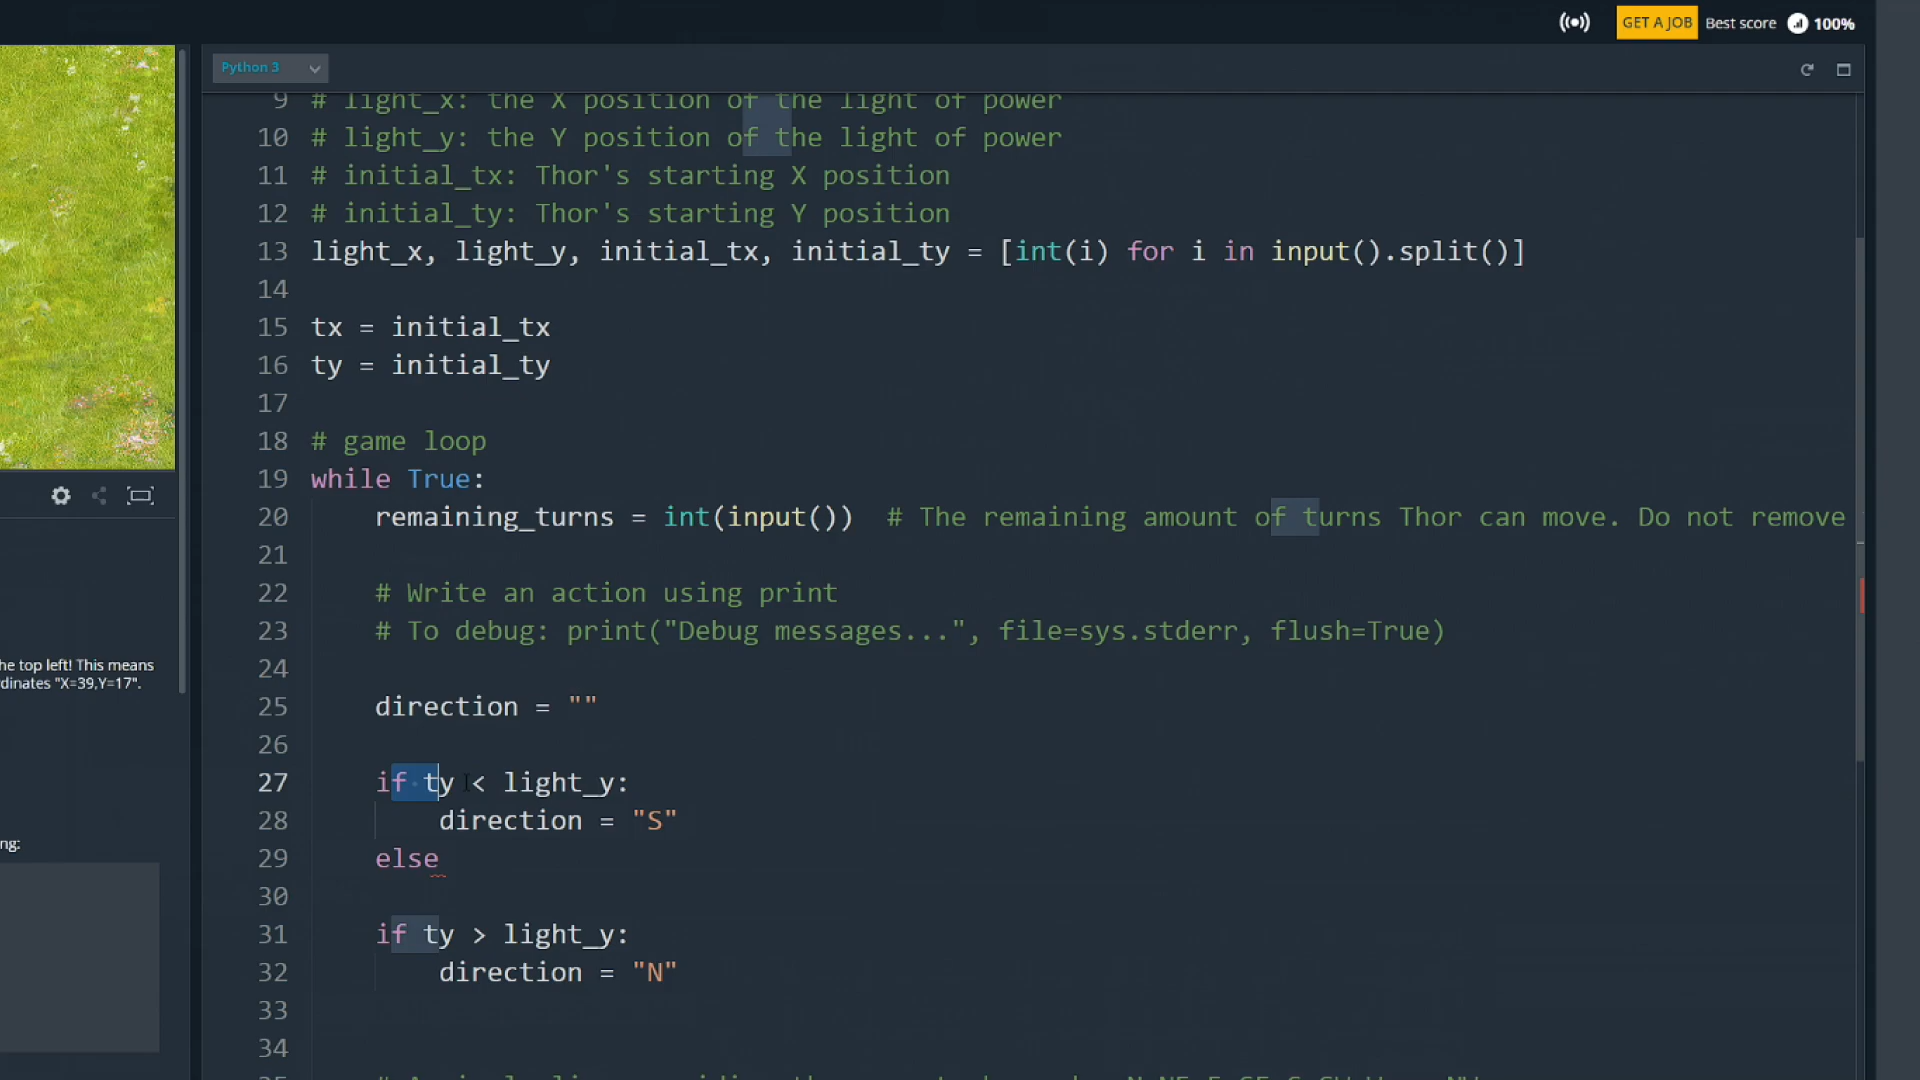 GET A JOB Best score 100%
Python 3
9 # light_x: the X position of the light of power
10 # light_y: the Y position of the light of power
11 # initial_tx: Thor's starting X position
12 # initial_ty: Thor's starting Y position
13 light_x, light_y, initial_tx, initial_ty = [int(i) for i in input().split()]
14
15 tx = initial_tx
16 ty = initial_ty
17
18 # game loop
19 while True:
20 remaining_turns = int(input()) # The remaining amount of turns Thor can move. Do not remove
21
22 # Write an action using print
23 # To debug: print("Debug messages...", file=sys.stderr, flush=True)
24
25 direction = ""
26
27 if ty < light_y:
28 direction = "S"
29 else
30
31 if ty > light_y:
32 direction = "N"
33
34
he top left! This means
rdinates "X=39,Y=17".
ng: